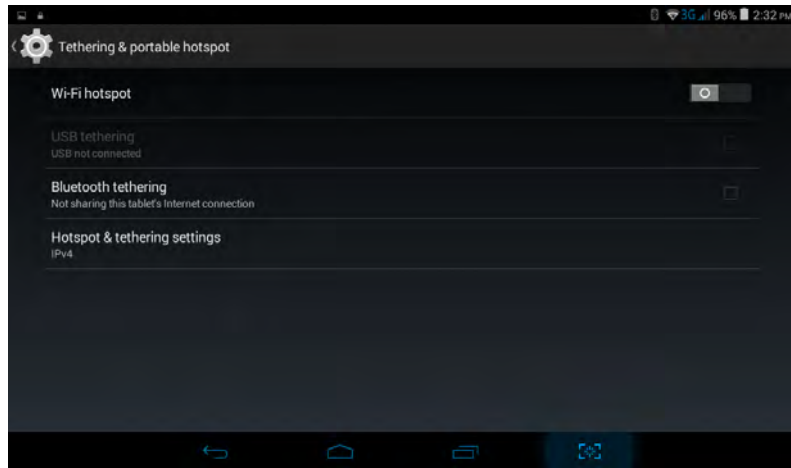 3G 96% 2:32 PM
Tethering & portable hotspot
Wi-Fi hotspot
USB tethering
USB not connected
Bluetooth tethering
Not sharing this tablet's Internet connection
Hotspot & tethering settings
IPv4